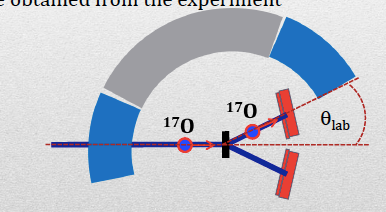 e obtained from the experiment
¹⁷O
¹⁷O
θlab